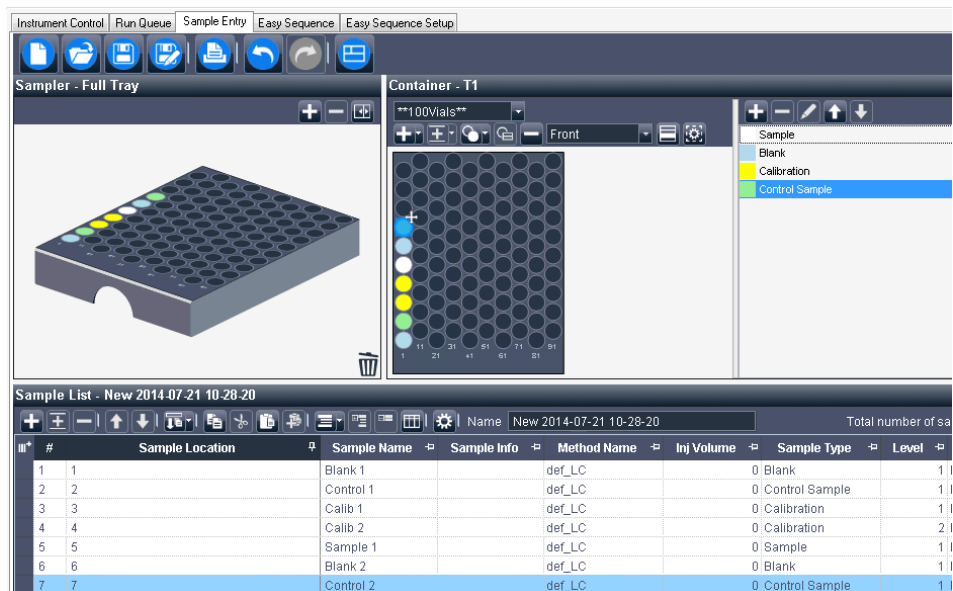 Instrument Control Run Queue Sample Entry Easy Sequence Easy Sequence Setup
Sampler - Full Tray
Container - T1
**100Vials**
Front
Sample
Blank
Calibration
Control Sample
11 31 51 71 91
1 21 41 61 81
Sample List - New 2014-07-21 10-28-20
Name New 2014-07-21 10-28-20 Total number of sa
# Sample Location Sample Name Sample Info Method Name Inj Volume Sample Type Level
1 1 Blank 1 def_LC 0 Blank 1
2 2 Control 1 def_LC 0 Control Sample 1
3 3 Calib 1 def_LC 0 Calibration 1
4 4 Calib 2 def_LC 0 Calibration 2
5 5 Sample 1 def_LC 0 Sample 1
6 6 Blank 2 def_LC 0 Blank 1
7 7 Control 2 def_LC 0 Control Sample 1